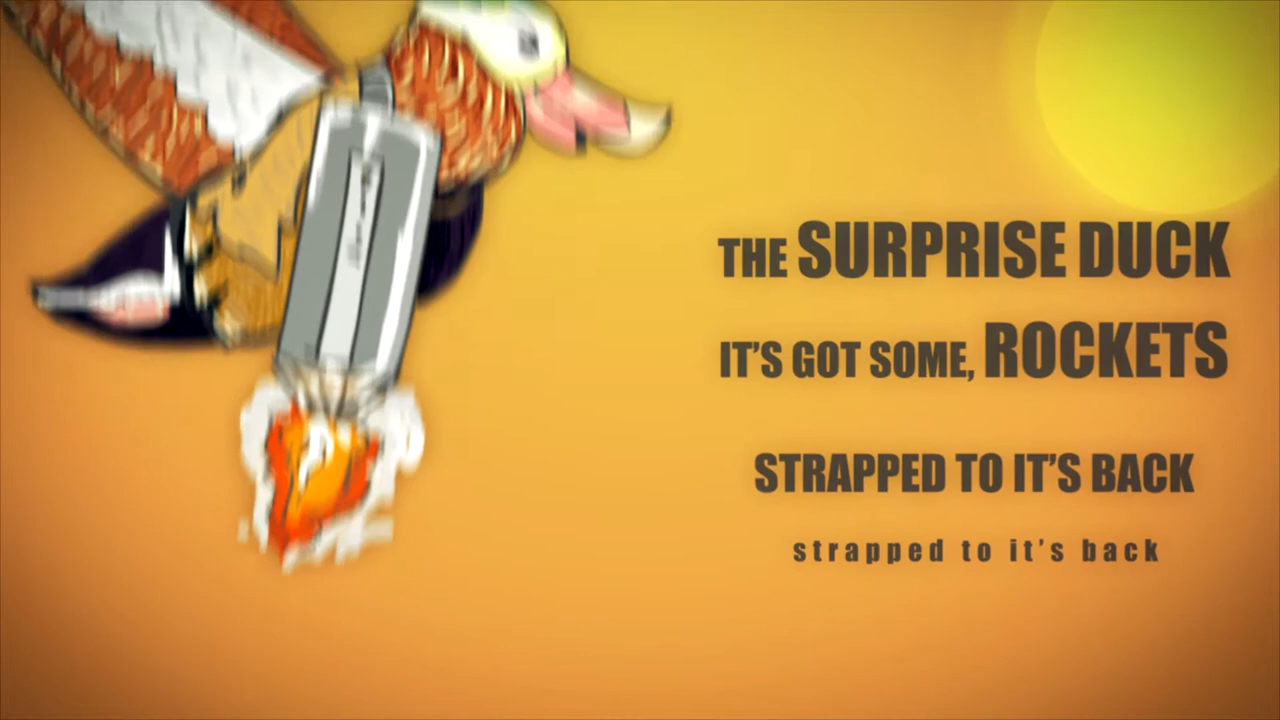 THE SURPRISE DUCK
IT'S GOT SOME, ROCKETS
STRAPPED TO IT'S BACK
strapped to it's back